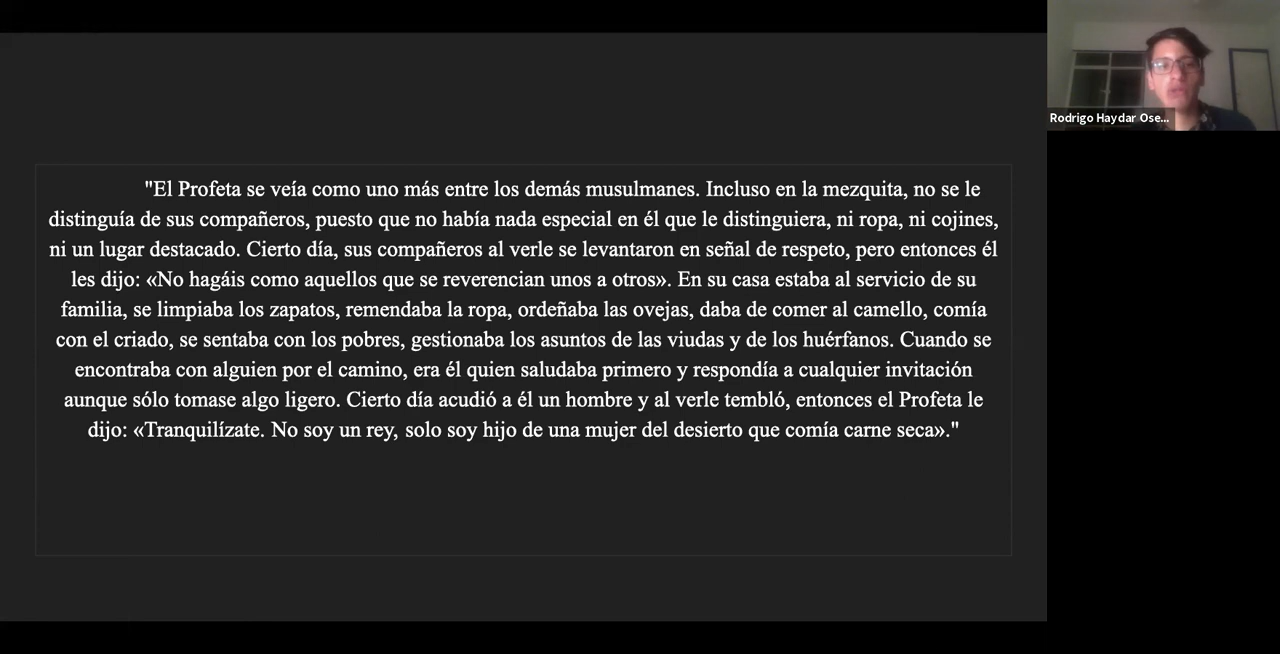 "El Profeta se veía como uno más entre los demás musulmanes. Incluso en la mezquita, no se le
distinguía de sus compañeros, puesto que no había nada especial en él que le distinguiera, ni ropa, ni cojines,
ni un lugar destacado. Cierto día, sus compañeros al verle se levantaron en señal de respeto, pero entonces él
les dijo: «No hagáis como aquellos que se reverencian unos a otros». En su casa estaba al servicio de su
familia, se limpiaba los zapatos, remendaba la ropa, ordeñaba las ovejas, daba de comer al camello, comía
con el criado, se sentaba con los pobres, gestionaba los asuntos de las viudas y de los huérfanos. Cuando se
encontraba con alguien por el camino, era él quien saludaba primero y respondía a cualquier invitación
aunque sólo tomase algo ligero. Cierto día acudió a él un hombre y al verle tembló, entonces el Profeta le
dijo: «Tranquilízate. No soy un rey, solo soy hijo de una mujer del desierto que comía carne seca»."
Rodrigo Haydar Ose...